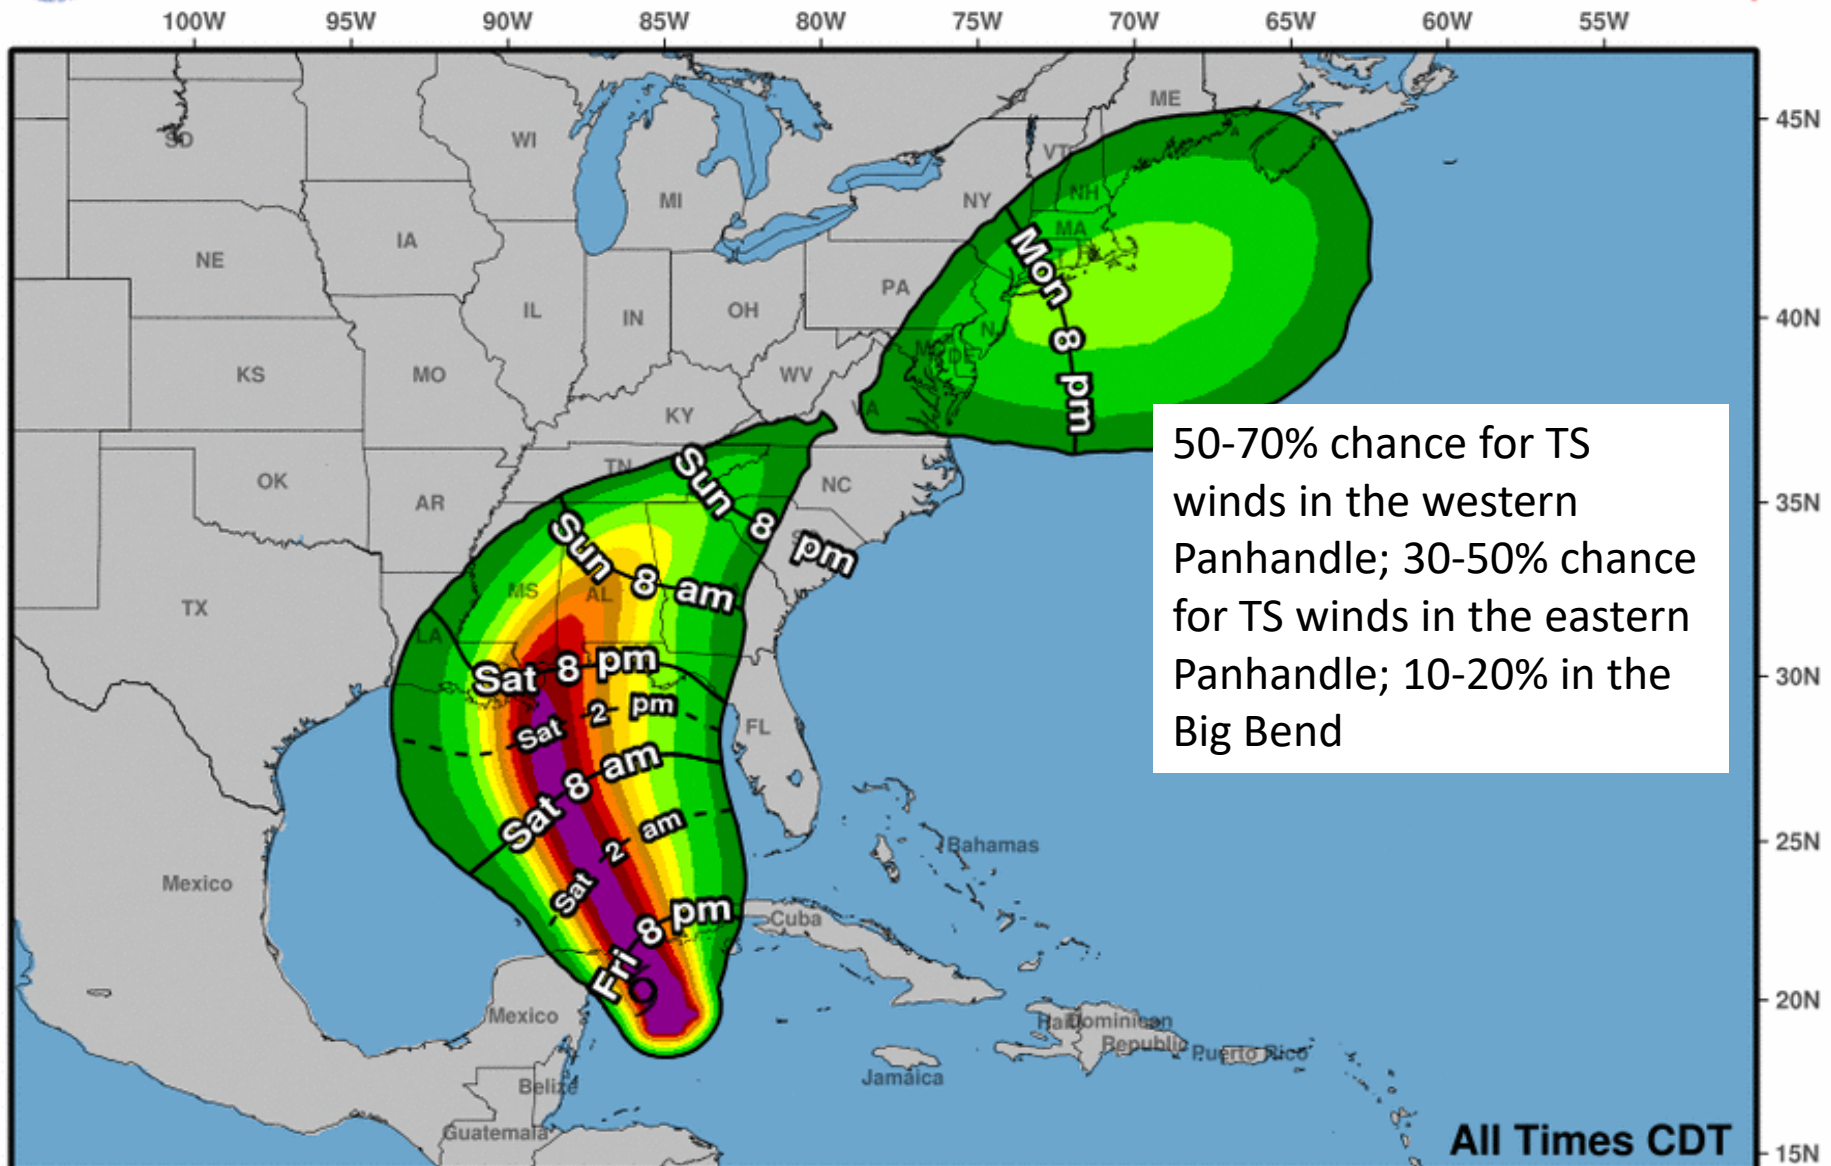 100W 95W 90W 85W 80W 75W 70W 65W 60W 55W
ME
45N
SD
WI
VT
MI
NY
NH
MA
IA
NE
Mon 8 pm
PA
IL
IN
OH
40N
DE
KS
MO
WV
KY
VA
50-70% chance for TS
winds in the western
Panhandle; 30-50% chance
for TS winds in the eastern
Panhandle; 10-20% in the
Big Bend
TN
OK
NC
AR
35N
Sun 8 pm
Sun 8 am
MS
AL
TX
LA
Sat 8 pm
30N
Sat 2 pm
FL
Sat 8 am
Sat 2 am
25N
Bahamas
Mexico
Fri 8 pm
Cuba
20N
Mexico
Haiti
Dominican
Republic
Puerto Rico
Jamaica
Belize
Guatemala
All Times CDT
15N